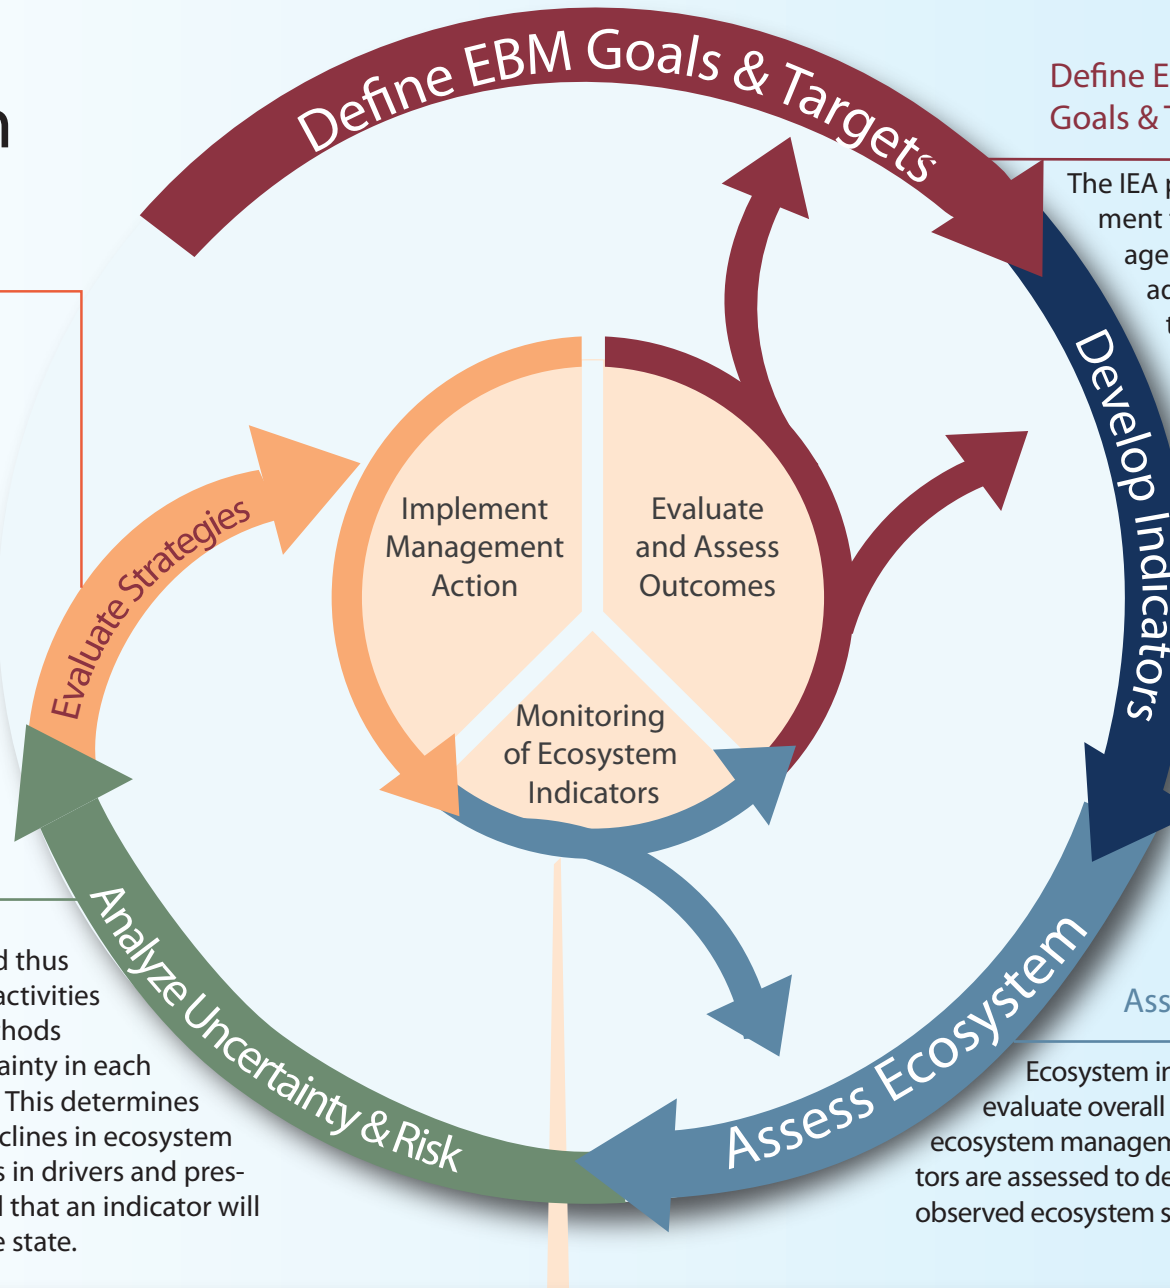 Define EBM Goals & Targets
Define E
Goals & T
The IEA p
ment
age
ac
t
Develop Indicators
Evaluate Strategies
Implement
Management
Action
Evaluate
and Assess
Outcomes
Monitoring
of Ecosystem
Indicators
Analyze Uncertainty & Risk
d thus
activities
hods
ainty in each
This determines
clines in ecosystem
s in drivers and pres-
d that an indicator will
e state.
Assess Ecosystem
Ass
Ecosystem in
evaluate overall
ecosystem managem
tors are assessed to de
observed ecosystem s